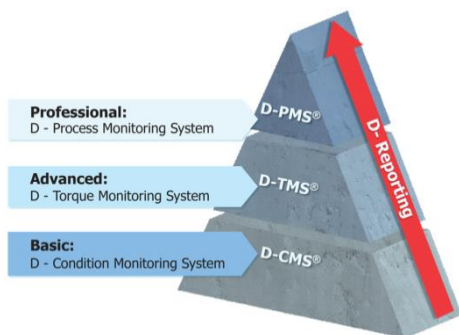 Professional:
D - Process Monitoring System
D-PMS®
Advanced:
D - Torque Monitoring System
D-TMS®
Basic:
D - Condition Monitoring System
D-CMS®
D- Reporting